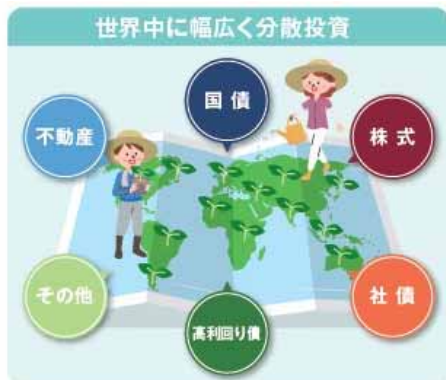 世界中に幅広く分散投資
国債
不動産
株式
その他
社債
高利回り債